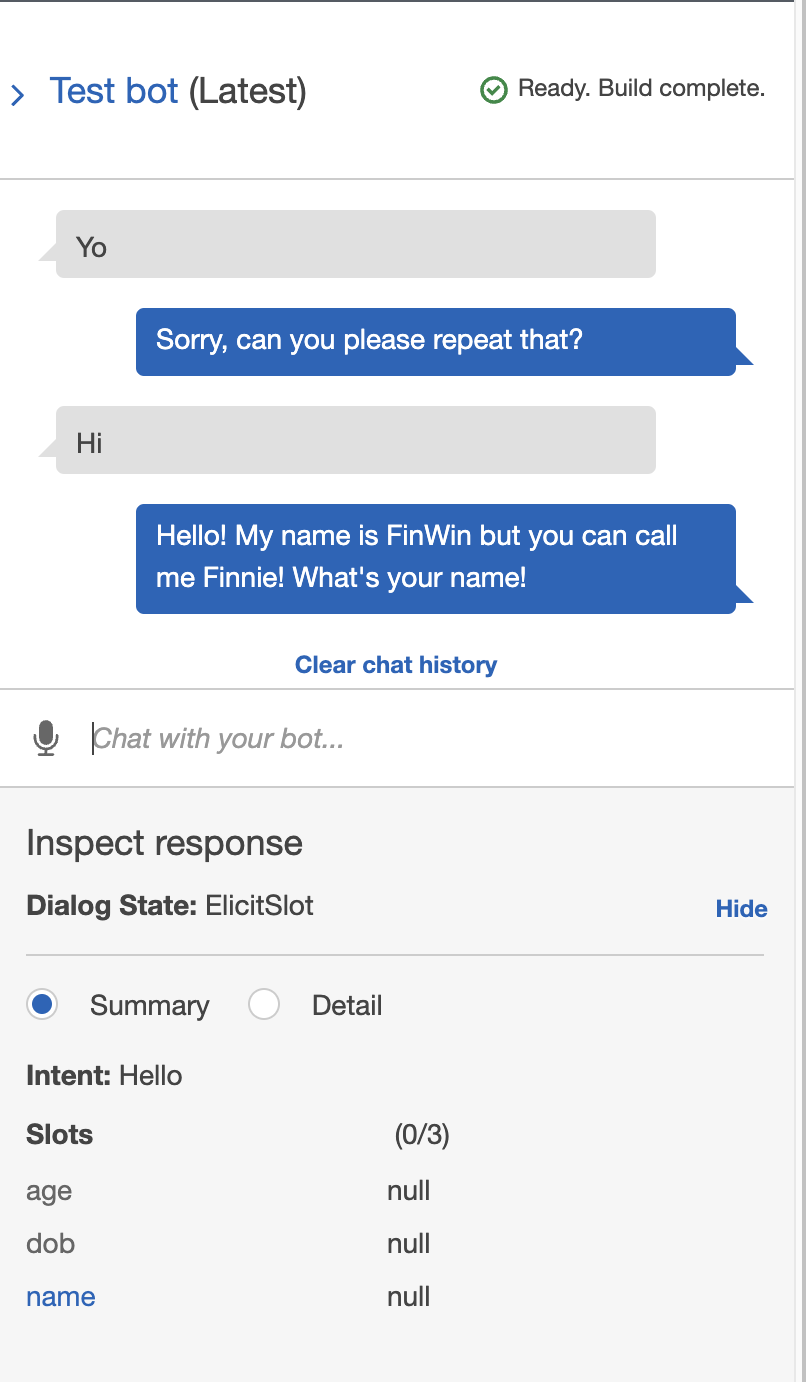 Test bot (Latest) Ready. Build complete.
Yo
Sorry, can you please repeat that?
Hi
Hello! My name is FinWin but you can call
me Finnie! What's your name!
Clear chat history
Chat with your bot...
Inspect response
Dialog State: ElicitSlot Hide
Summary Detail
Intent: Hello
Slots (0/3)
age null
dob null
name null